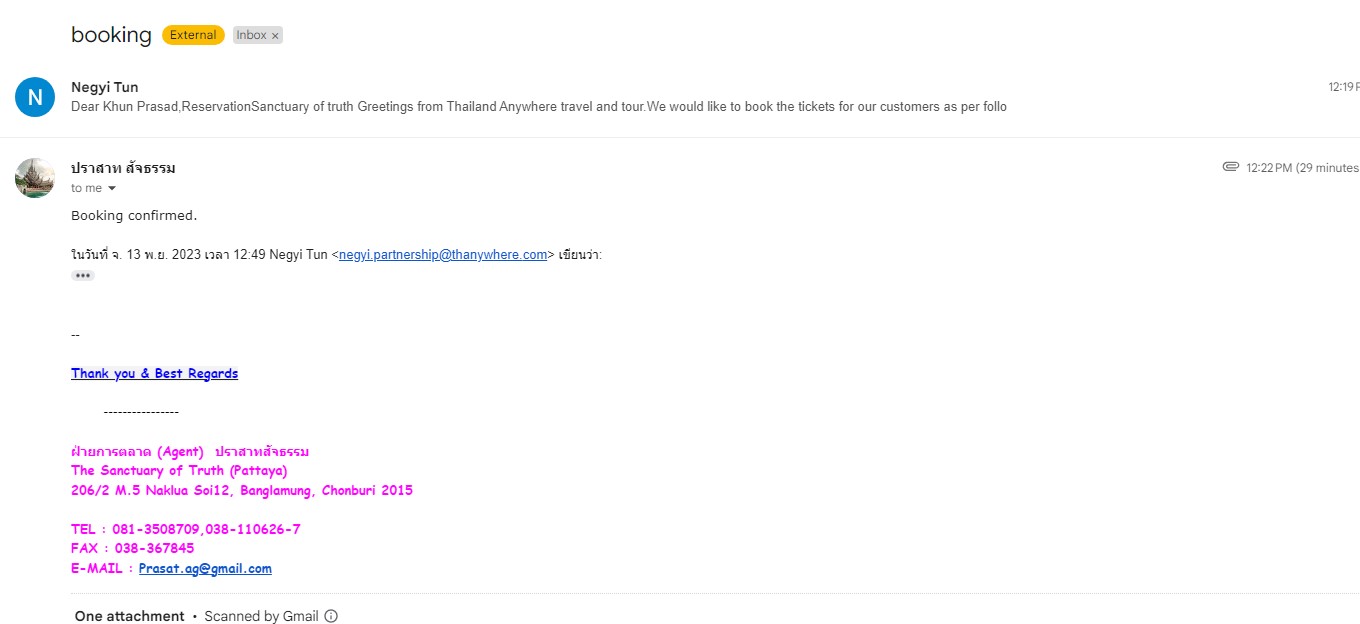 booking External Inbox ×
N
Negyi Tun 12:19
Dear Khun Prasad,ReservationSanctuary of truth Greetings from Thailand Anywhere travel and tour.We would like to book the tickets for our customers as per follo
ปราสาท สัจธรรม 12:22 PM (29 minutes
to me
Booking confirmed.
ในวันที่ จ. 13 พ.ย. 2023 เวลา 12:49 Negyi Tun <negyi.partnership@thanywhere.com> เขียนว่า:
•••
--
Thank you & Best Regards
----------------
ฝ่ายการตลาด (Agent) ปราสาทสัจธรรม
The Sanctuary of Truth (Pattaya)
206/2 M.5 Naklua Soi12, Banglamung, Chonburi 2015
TEL : 081-3508709,038-110626-7
FAX : 038-367845
E-MAIL : Prasat.ag@gmail.com
One attachment • Scanned by Gmail